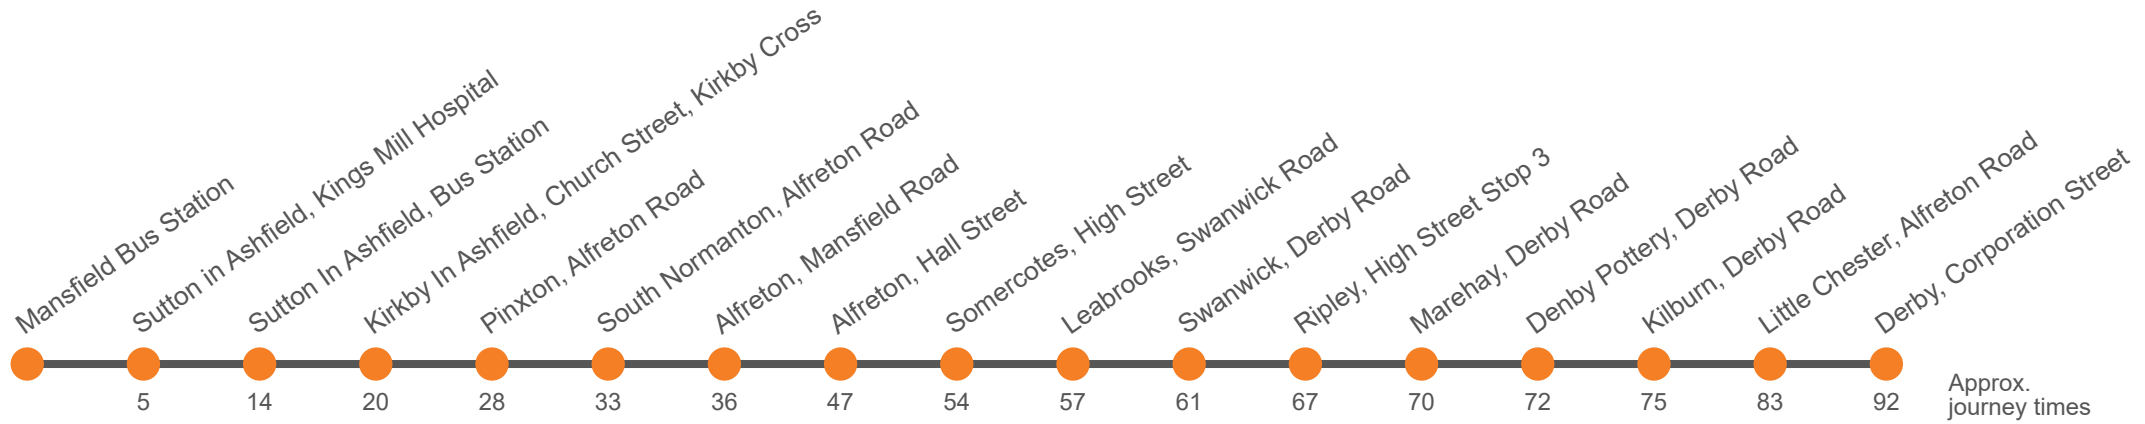 Mansfield Bus Station
Sutton in Ashfield, Kings Mill Hospital
Sutton In Ashfield, Bus Station
Kirkby In Ashfield, Church Street, Kirkby Cross
Pinxton, Alfreton Road
South Normanton, Alfreton Road
Alfreton, Mansfield Road
Alfreton, Hall Street
Somercotes, High Street
Leabrooks, Swanwick Road
Swanwick, Derby Road
Ripley, High Street Stop 3
Marehay, Derby Road
Denby Pottery, Derby Road
Kilburn, Derby Road
Little Chester, Alfreton Road
Derby, Corporation Street
5 14 20 28 33 36 47 54 57 61 67 70 72 75 83 92
Approx.
journey times